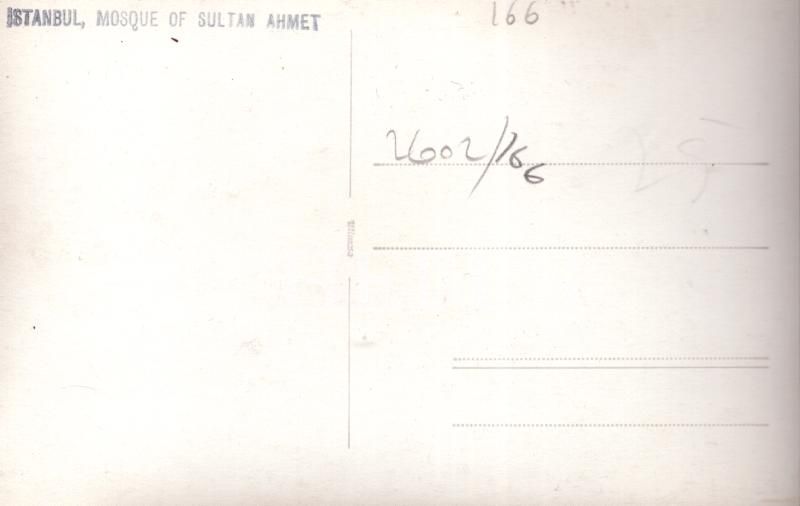 İSTANBUL, MOSQUE OF SULTAN AHMET
166
2602/166